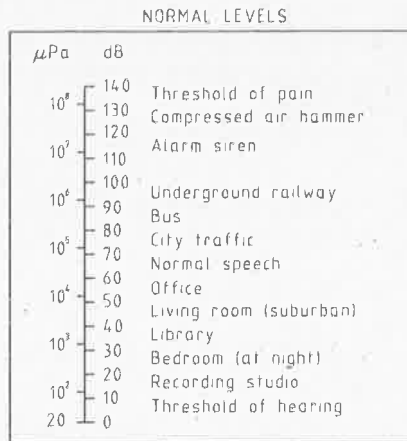 NORMAL LEVELS
μPa dB
140 Threshold of pain
10⁸ 130 Compressed air hammer
120 Alarm siren
10⁷ 110
100
10⁶ 90 Underground railway
Bus
80 City traffic
10⁵ 70 Normal speech
60 Office
10⁴ 50 Living room (suburban)
40 Library
10³ 30 Bedroom (at night)
20 Recording studio
10² 10 Threshold of hearing
20 0